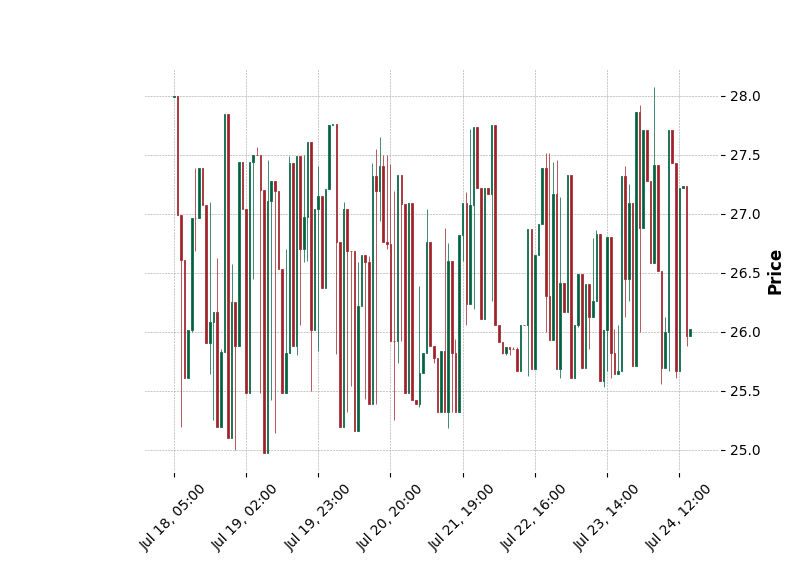 28.0
27.5
27.0
26.5
26.0
25.5
25.0
Price
Jul 18, 05:00
Jul 19, 02:00
Jul 19, 23:00
Jul 20, 20:00
Jul 21, 19:00
Jul 22, 16:00
Jul 23, 14:00
Jul 24, 12:00